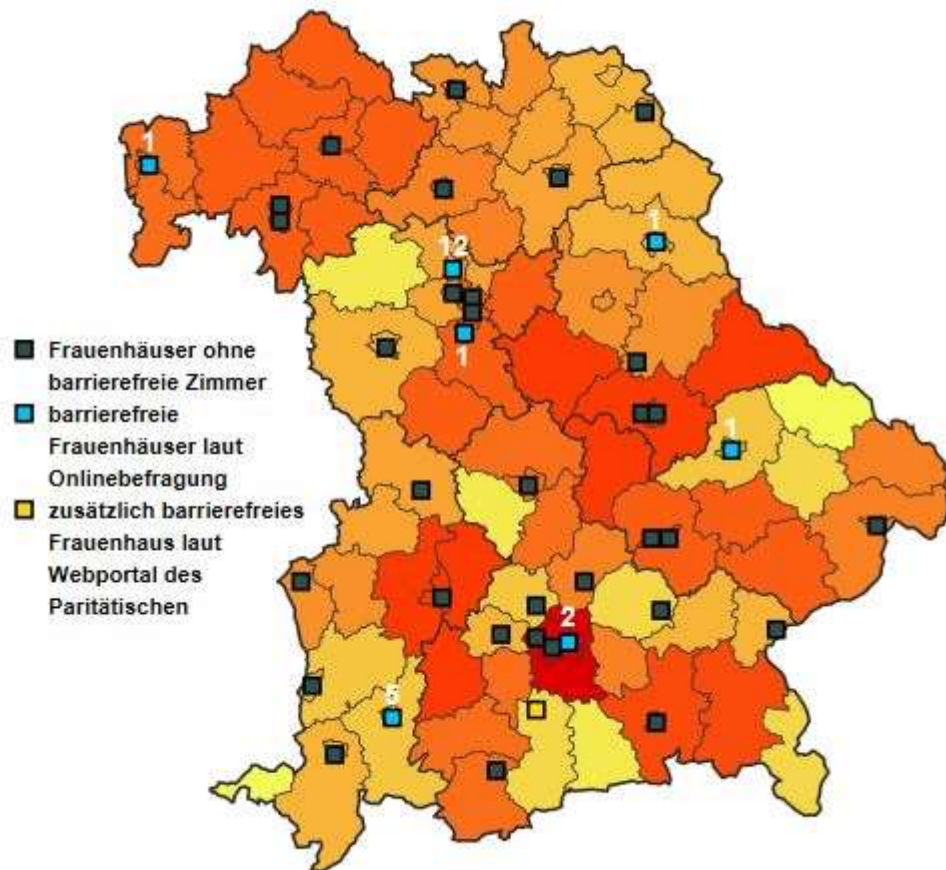 1
1
12
Frauenhäuser ohne
barrierefreie Zimmer
1
barrierefreie
Frauenhäuser laut
Onlinebefragung
1
zusätzlich barrierefreies
Frauenhaus laut
Webportal des
Paritätischen
2
5